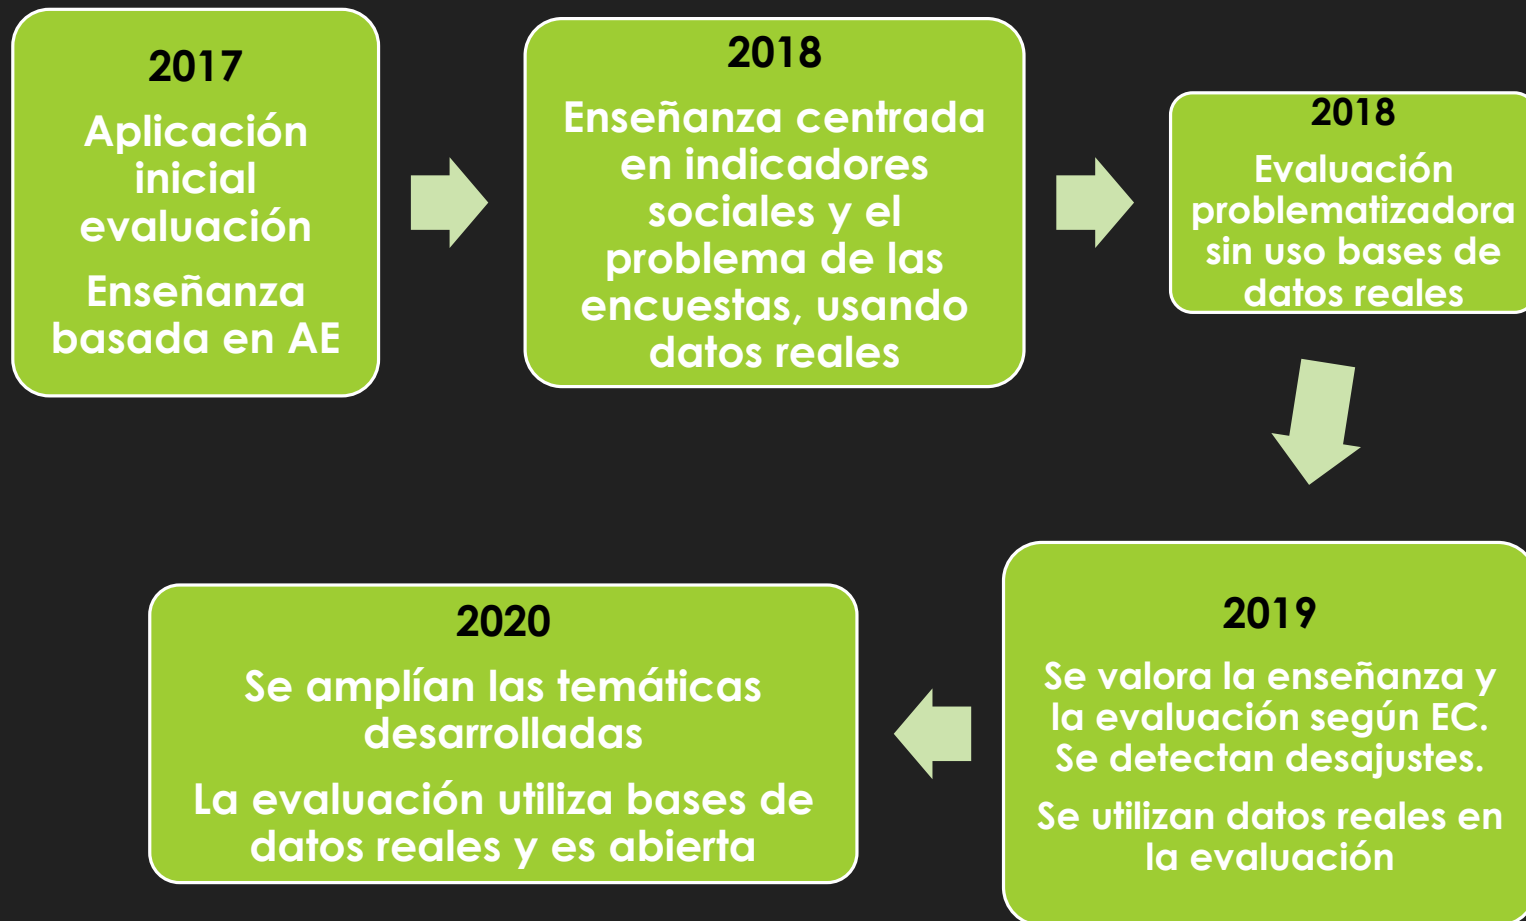 2017
Aplicación
inicial
evaluación
Enseñanza
basada en AE
2018
Enseñanza centrada
en indicadores
sociales y el
problema de las
encuestas, usando
datos reales
2018
Evaluación
problematizadora
sin uso bases de
datos reales
2019
Se valora la enseñanza y
la evaluación según EC.
Se detectan desajustes.
Se utilizan datos reales en
la evaluación
2020
Se amplían las temáticas
desarrolladas
La evaluación utiliza bases de
datos reales y es abierta